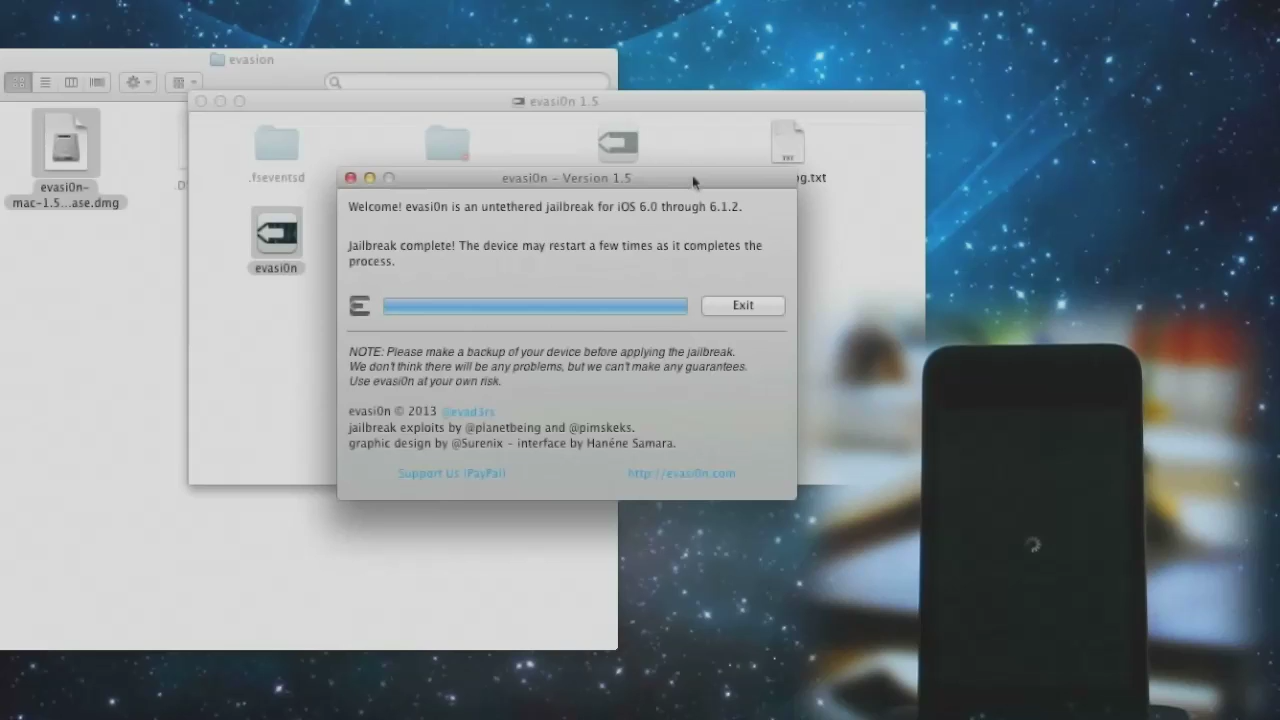 evasion
evasi0n 1.5
.fseventsd
g.txt
evasi0n-
mac-1.5...ase.dmg
evasi0n – Version 1.5
Welcome! evasi0n is an untethered jailbreak for iOS 6.0 through 6.1.2.
Jailbreak complete! The device may restart a few times as it completes the
process.
evasi0n
Exit
NOTE: Please make a backup of your device before applying the jailbreak.
We don't think there will be any problems, but we can't make any guarantees.
Use evasi0n at your own risk.
evasi0n © 2013 @evad3rs
jailbreak exploits by @planetbeing and @pimskeks.
graphic design by @Surenix – interface by Hanéne Samara.
Support Us (PayPal)
http://evasi0n.com